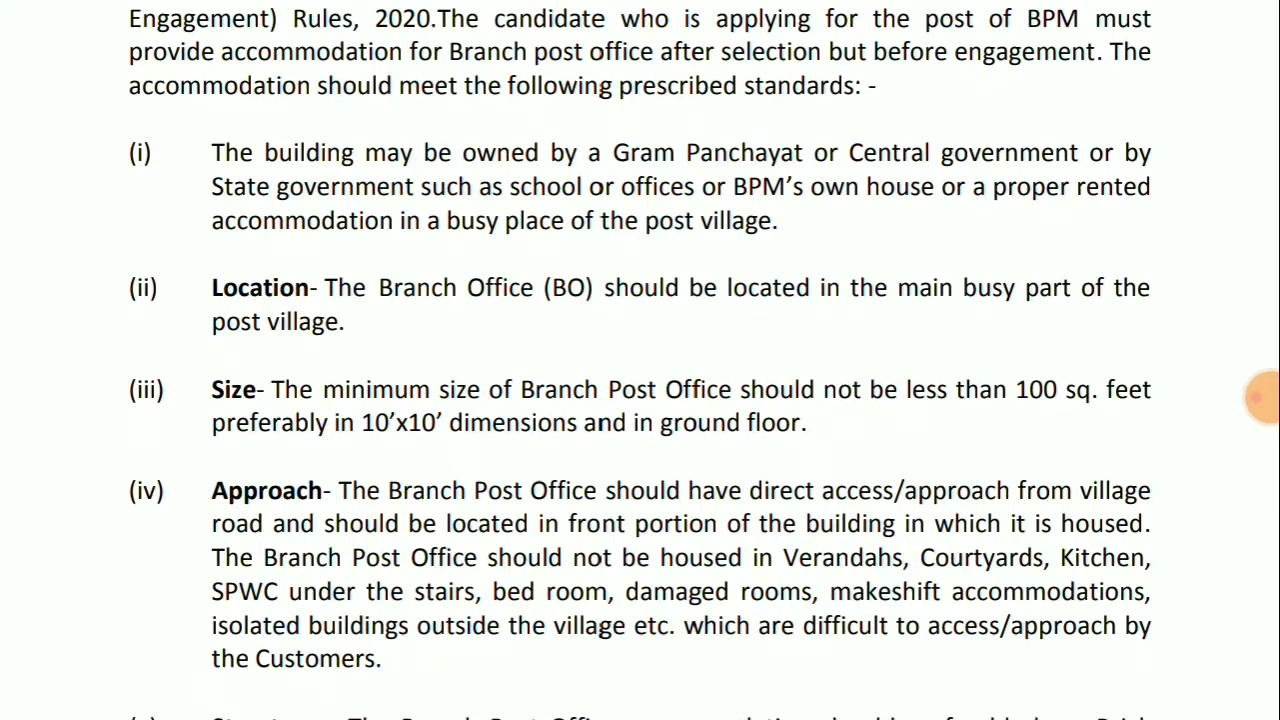 Engagement) Rules, 2020.The candidate who is applying for the post of BPM must
provide accommodation for Branch post office after selection but before engagement. The
accommodation should meet the following prescribed standards: -
(i) The building may be owned by a Gram Panchayat or Central government or by
State government such as school or offices or BPM’s own house or a proper rented
accommodation in a busy place of the post village.
(ii) Location- The Branch Office (BO) should be located in the main busy part of the
post village.
(iii) Size- The minimum size of Branch Post Office should not be less than 100 sq. feet
preferably in 10’x10’ dimensions and in ground floor.
(iv) Approach- The Branch Post Office should have direct access/approach from village
road and should be located in front portion of the building in which it is housed.
The Branch Post Office should not be housed in Verandahs, Courtyards, Kitchen,
SPWC under the stairs, bed room, damaged rooms, makeshift accommodations,
isolated buildings outside the village etc. which are difficult to access/approach by
the Customers.